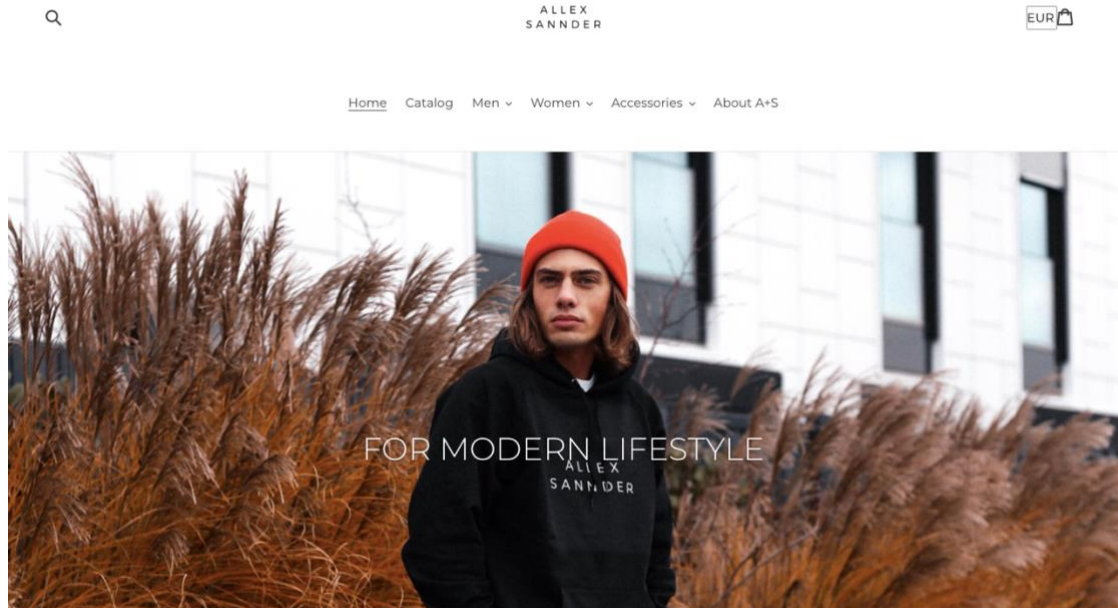 ALLEX
SANNDER
EUR
Home Catalog Men Women Accessories About A+S
FOR MODERN LIFESTYLE
ALLEX
SANNDER